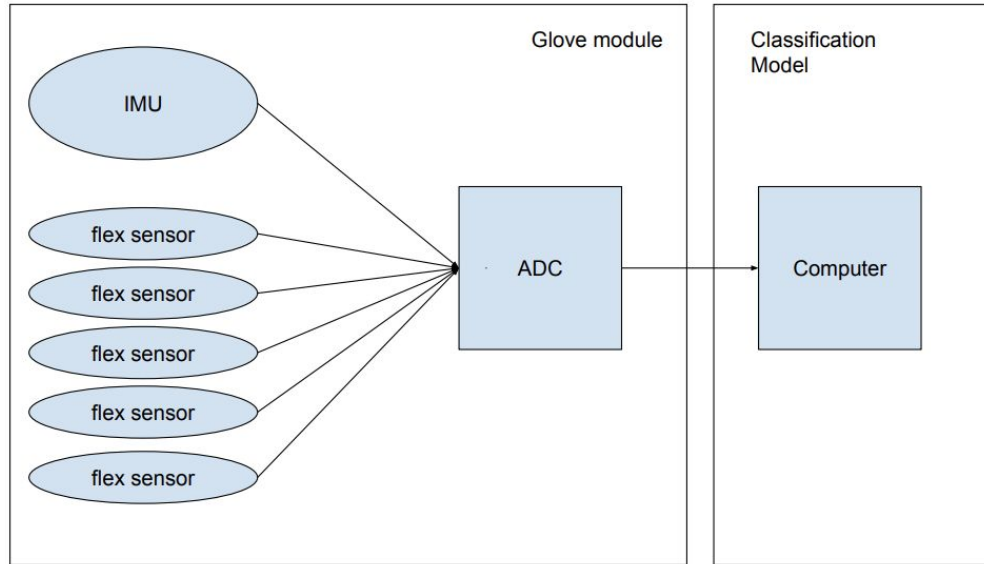 Glove module
Classification
Model
IMU
flex sensor
flex sensor
flex sensor
flex sensor
flex sensor
ADC
Computer